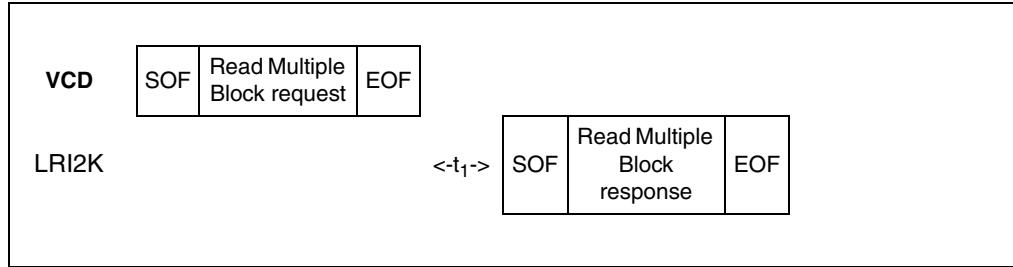 VCD
SOF
Read Multiple
Block request
EOF
LRI2K
<-t₁->
SOF
Read Multiple
Block
response
EOF